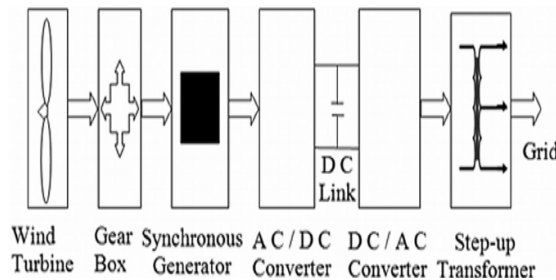 DC
Link
Grid
Wind
Turbine
Gear
Box
Synchronous
Generator
AC/DC
Converter
DC/AC
Converter
Step-up
Transformer